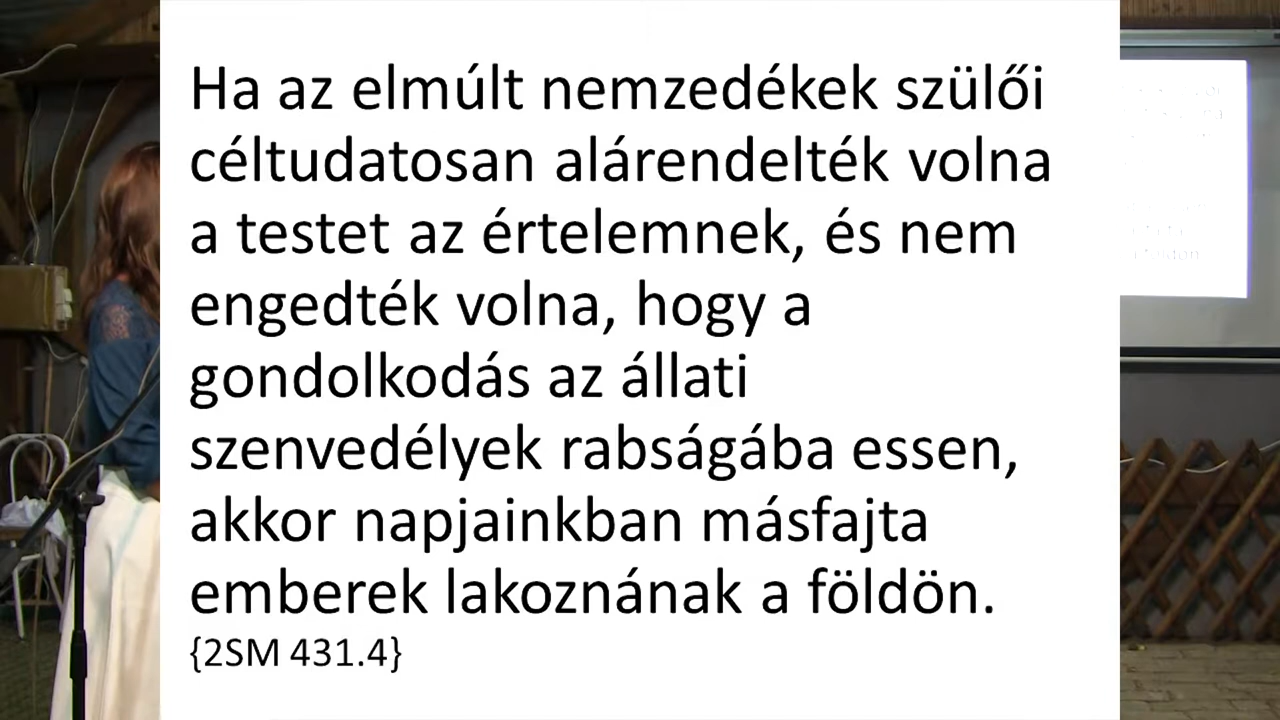 Ha az elmúlt nemzedékek szülői
céltudatosan alárendelték volna
a testet az értelemnek, és nem
engedték volna, hogy a
gondolkodás az állati
szenvedélyek rabságába essen,
akkor napjainkban másfajta
emberek lakoznának a földön.
{2SM 431.4}